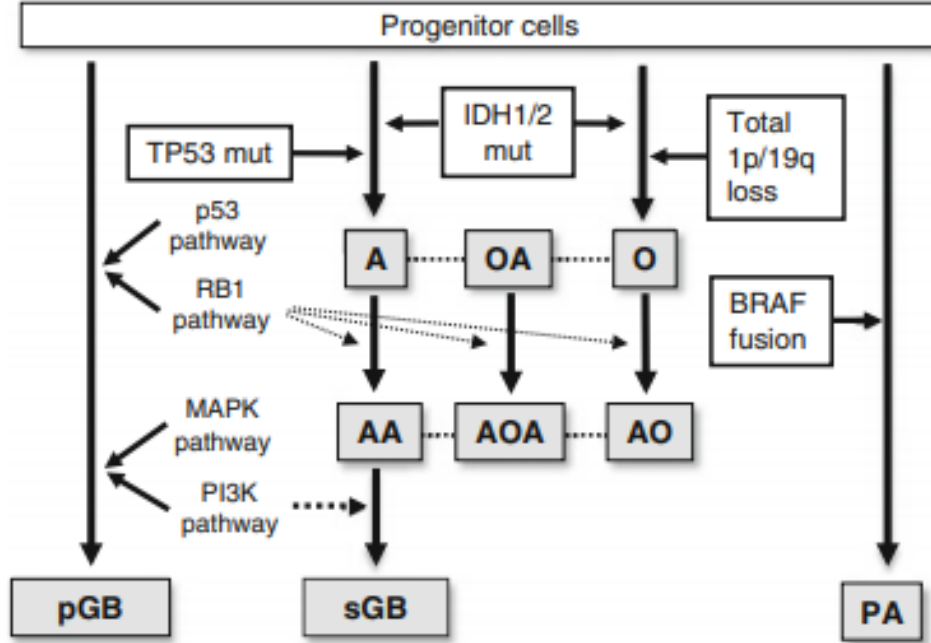 Progenitor cells
IDH1/2
mut
TP53 mut
Total
1p/19q
loss
p53
pathway
A
OA
O
RB1
pathway
BRAF
fusion
MAPK
pathway
AA
AOA
AO
PI3K
pathway
pGB
sGB
PA